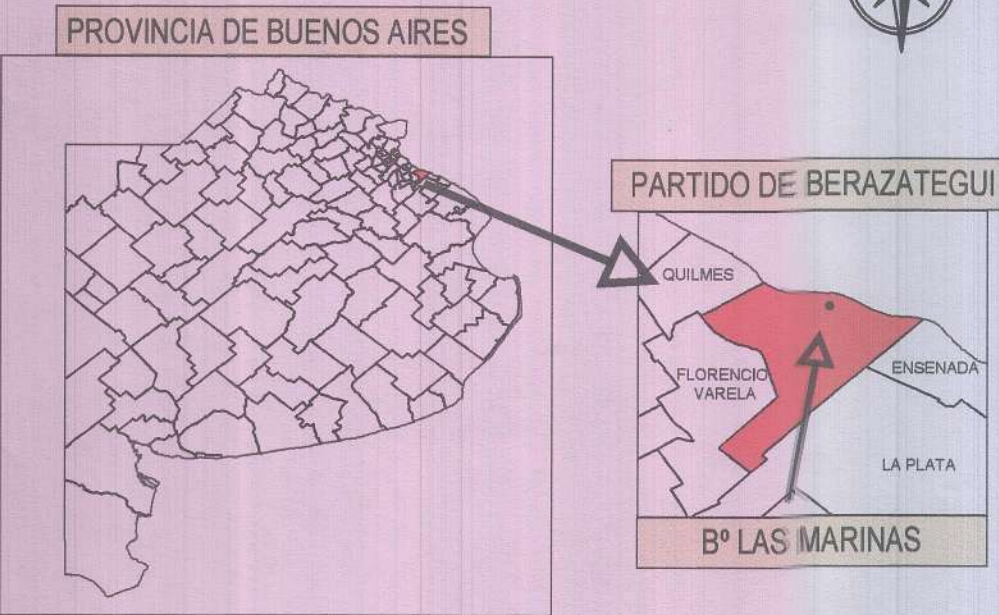 PROVINCIA DE BUENOS AIRES
PARTIDO DE BERAZATEGUI
QUILMES
FLORENCIO
VARELA
ENSENADA
LA PLATA
Bº LAS MARINAS